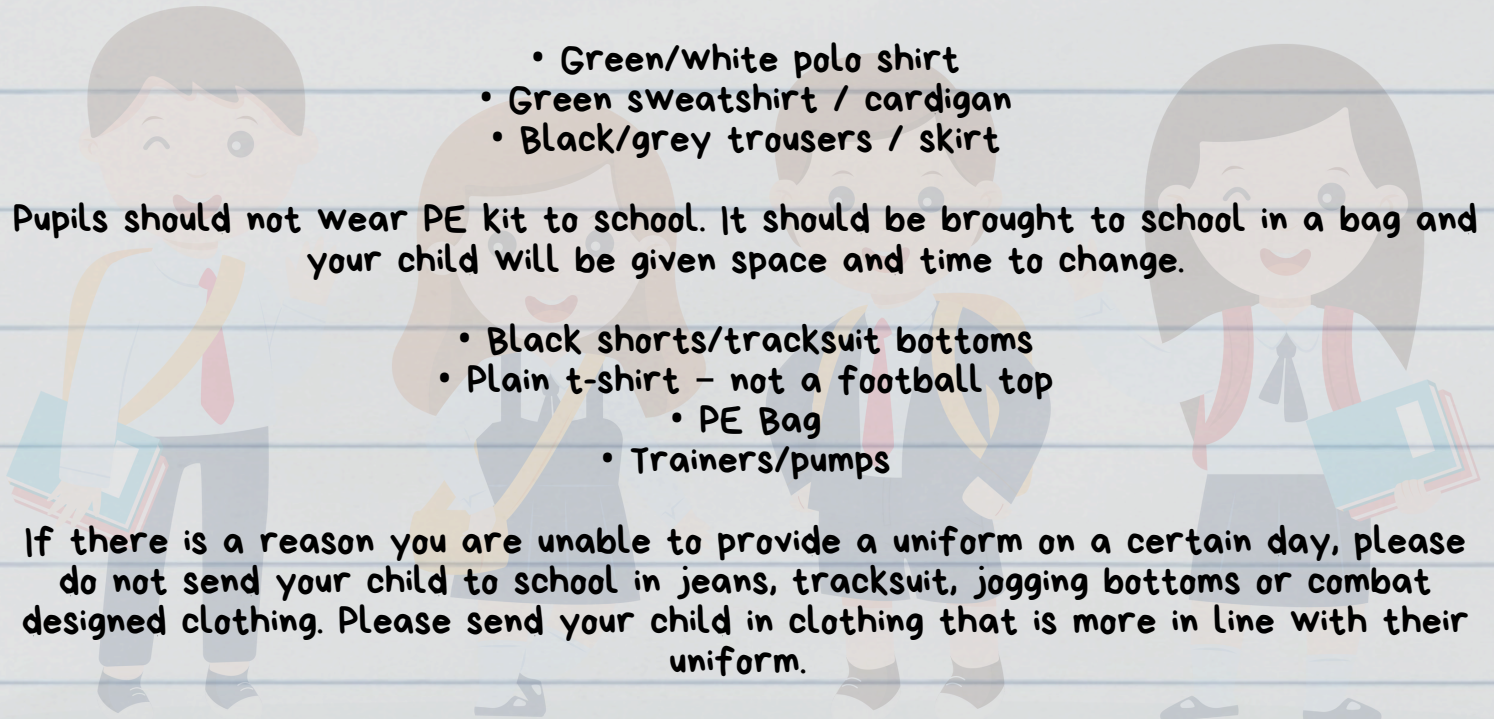 • Green/white polo shirt
• Green sweatshirt / cardigan
• Black/grey trousers / skirt
Pupils should not wear PE kit to school. It should be brought to school in a bag and
your child will be given space and time to change.
• Black shorts/tracksuit bottoms
• Plain t-shirt – not a football top
• PE Bag
• Trainers/pumps
If there is a reason you are unable to provide a uniform on a certain day, please
do not send your child to school in jeans, tracksuit, jogging bottoms or combat
designed clothing. Please send your child in clothing that is more in line with their
uniform.